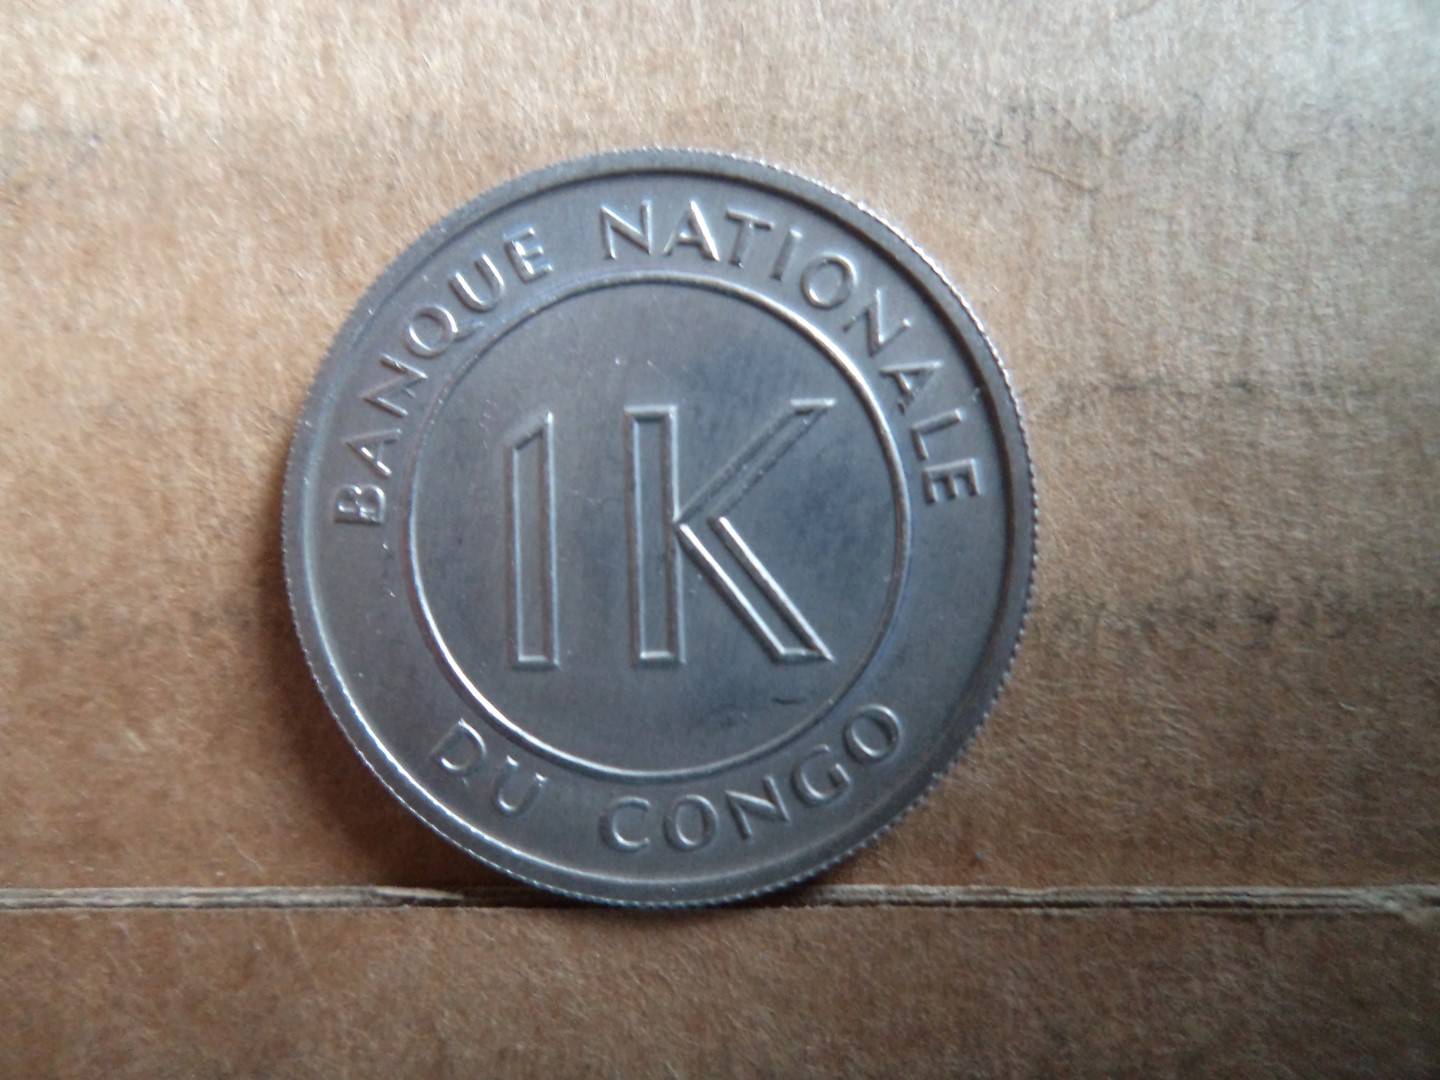 BANQUE NATIONALE
1K
DU CONGO